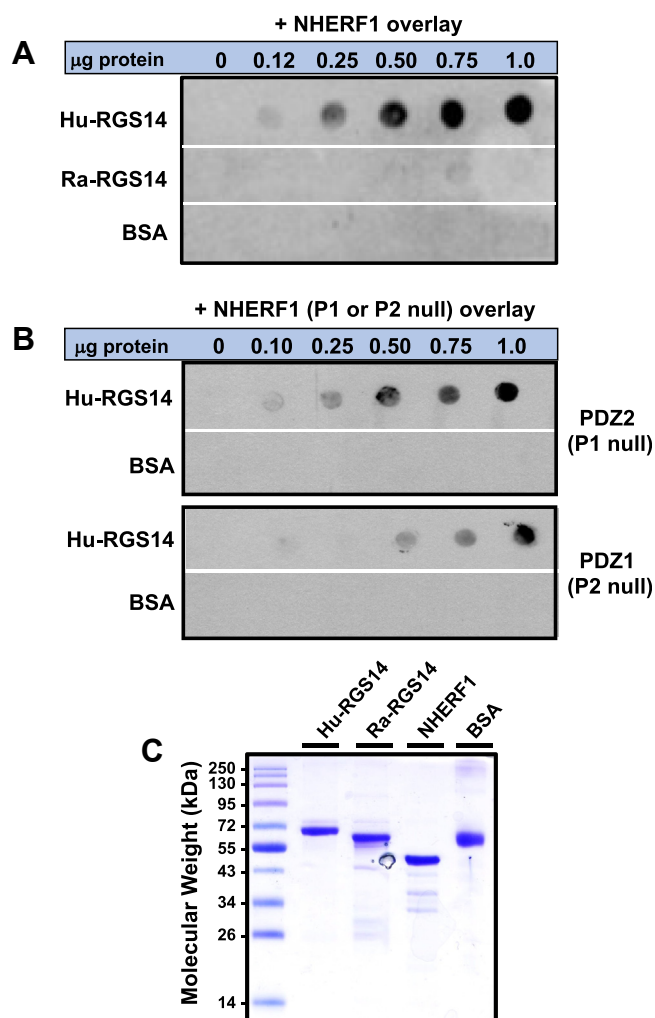 + NHERF1 overlay
A
μg protein 0 0.12 0.25 0.50 0.75 1.0
Hu-RGS14
Ra-RGS14
BSA
+ NHERF1 (P1 or P2 null) overlay
B
μg protein 0 0.10 0.25 0.50 0.75 1.0
Hu-RGS14
BSA
PDZ2
(P1 null)
Hu-RGS14
BSA
PDZ1
(P2 null)
C
Hu-RGS14
Ra-RGS14
NHERF1
BSA
Molecular Weight (kDa)
250
130
95
72
55
43
34
26
14